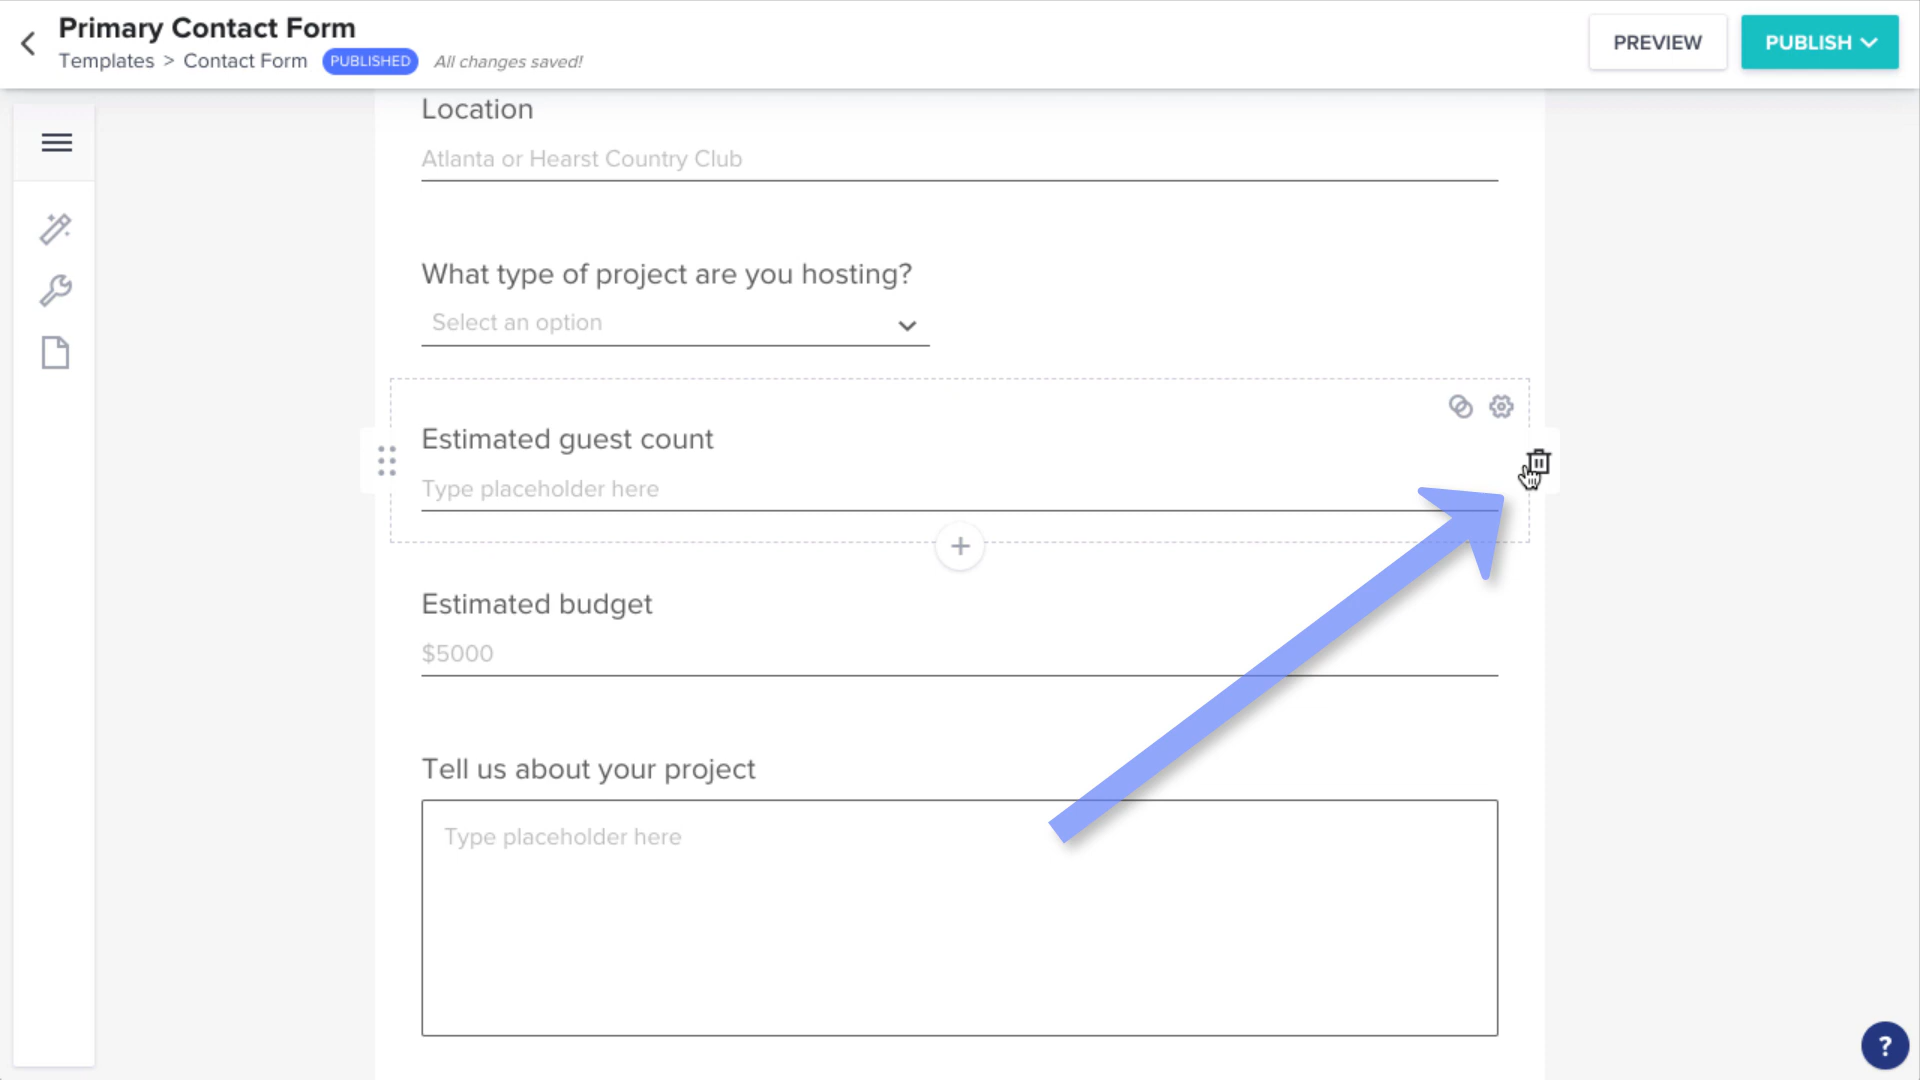 Primary Contact Form
Templates > Contact Form PUBLISHED All changes saved!
PREVIEW
PUBLISH
Location
Atlanta or Hearst Country Club
What type of project are you hosting?
Select an option
Estimated guest count
Type placeholder here
+
Estimated budget
$5000
Tell us about your project
Type placeholder here
?